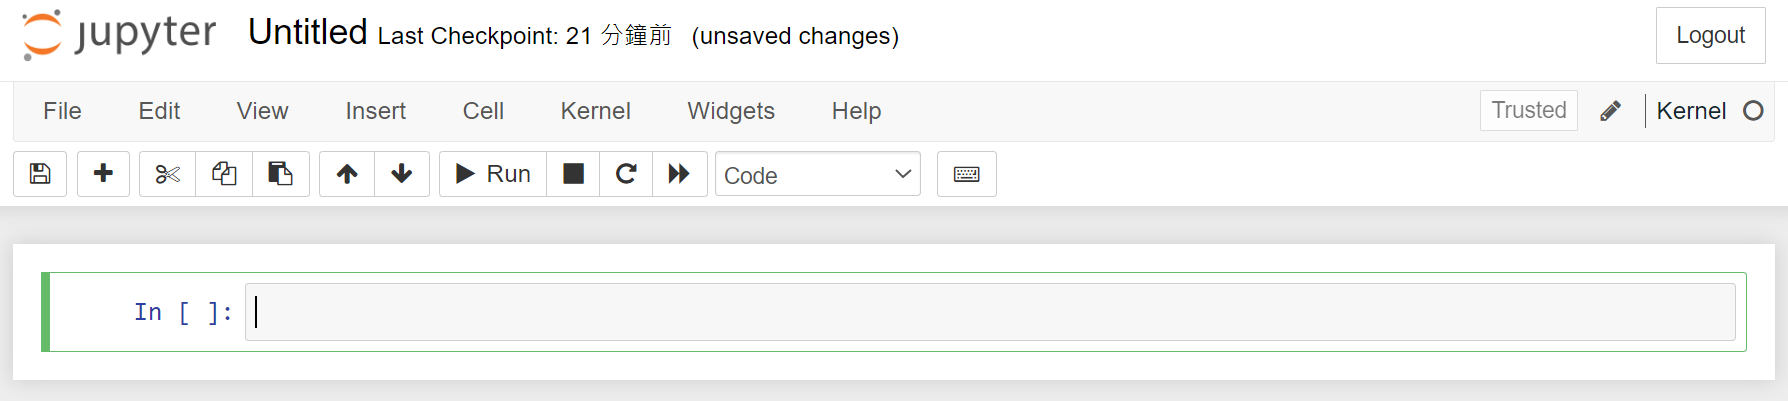 jupyter Untitled Last Checkpoint: 21 分鐘前 (unsaved changes) Logout
File Edit View Insert Cell Kernel Widgets Help Trusted Kernel
Run Code
In [ ]: